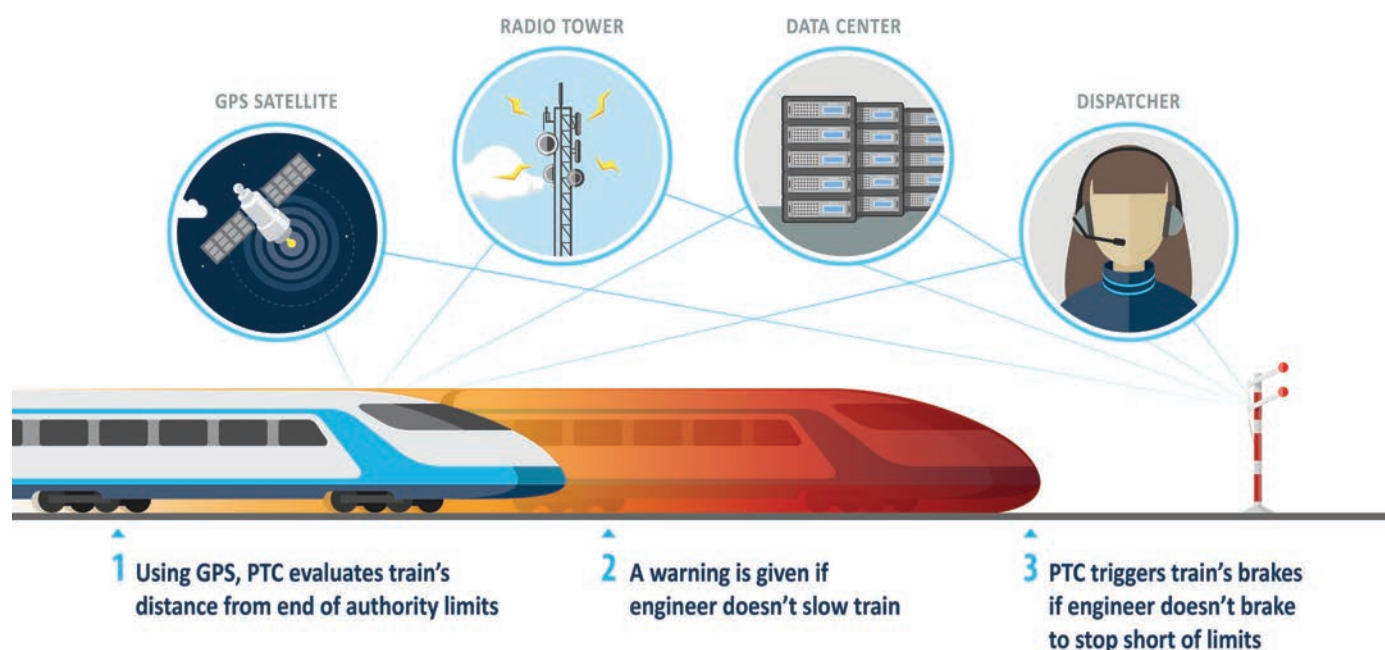 RADIO TOWER
DATA CENTER
GPS SATELLITE
DISPATCHER
1 Using GPS, PTC evaluates train's
distance from end of authority limits
2 A warning is given if
engineer doesn't slow train
3 PTC triggers train's brakes
if engineer doesn't brake
to stop short of limits